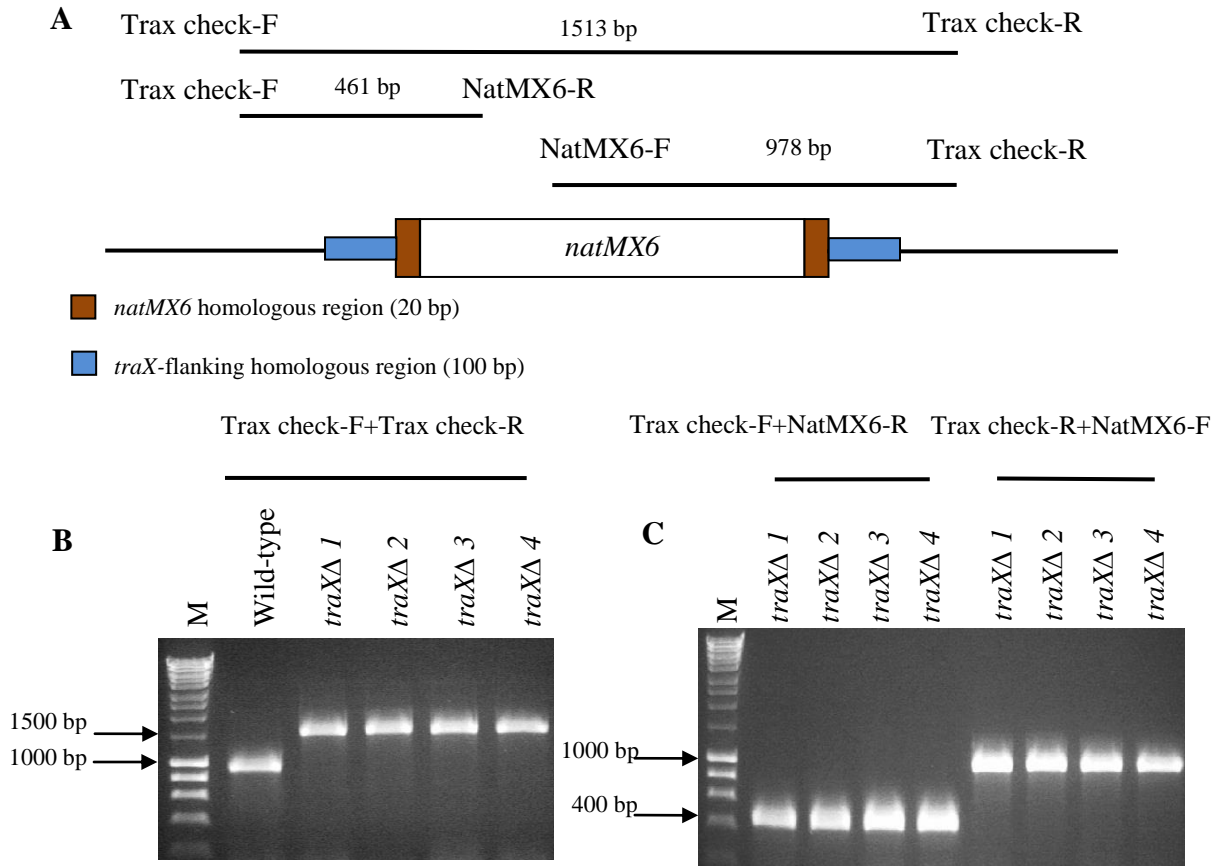 A
Trax check-F 1513 bp Trax check-R
Trax check-F 461 bp NatMX6-R
NatMX6-F 978 bp Trax check-R
natMX6
natMX6 homologous region (20 bp)
traX-flanking homologous region (100 bp)
Trax check-F+Trax check-R
B
M
Wild-type
traXΔ 1
traXΔ 2
traXΔ 3
traXΔ 4
1500 bp
1000 bp
Trax check-F+NatMX6-R Trax check-R+NatMX6-F
C
M
traXΔ 1
traXΔ 2
traXΔ 3
traXΔ 4
traXΔ 1
traXΔ 2
traXΔ 3
traXΔ 4
1000 bp
400 bp